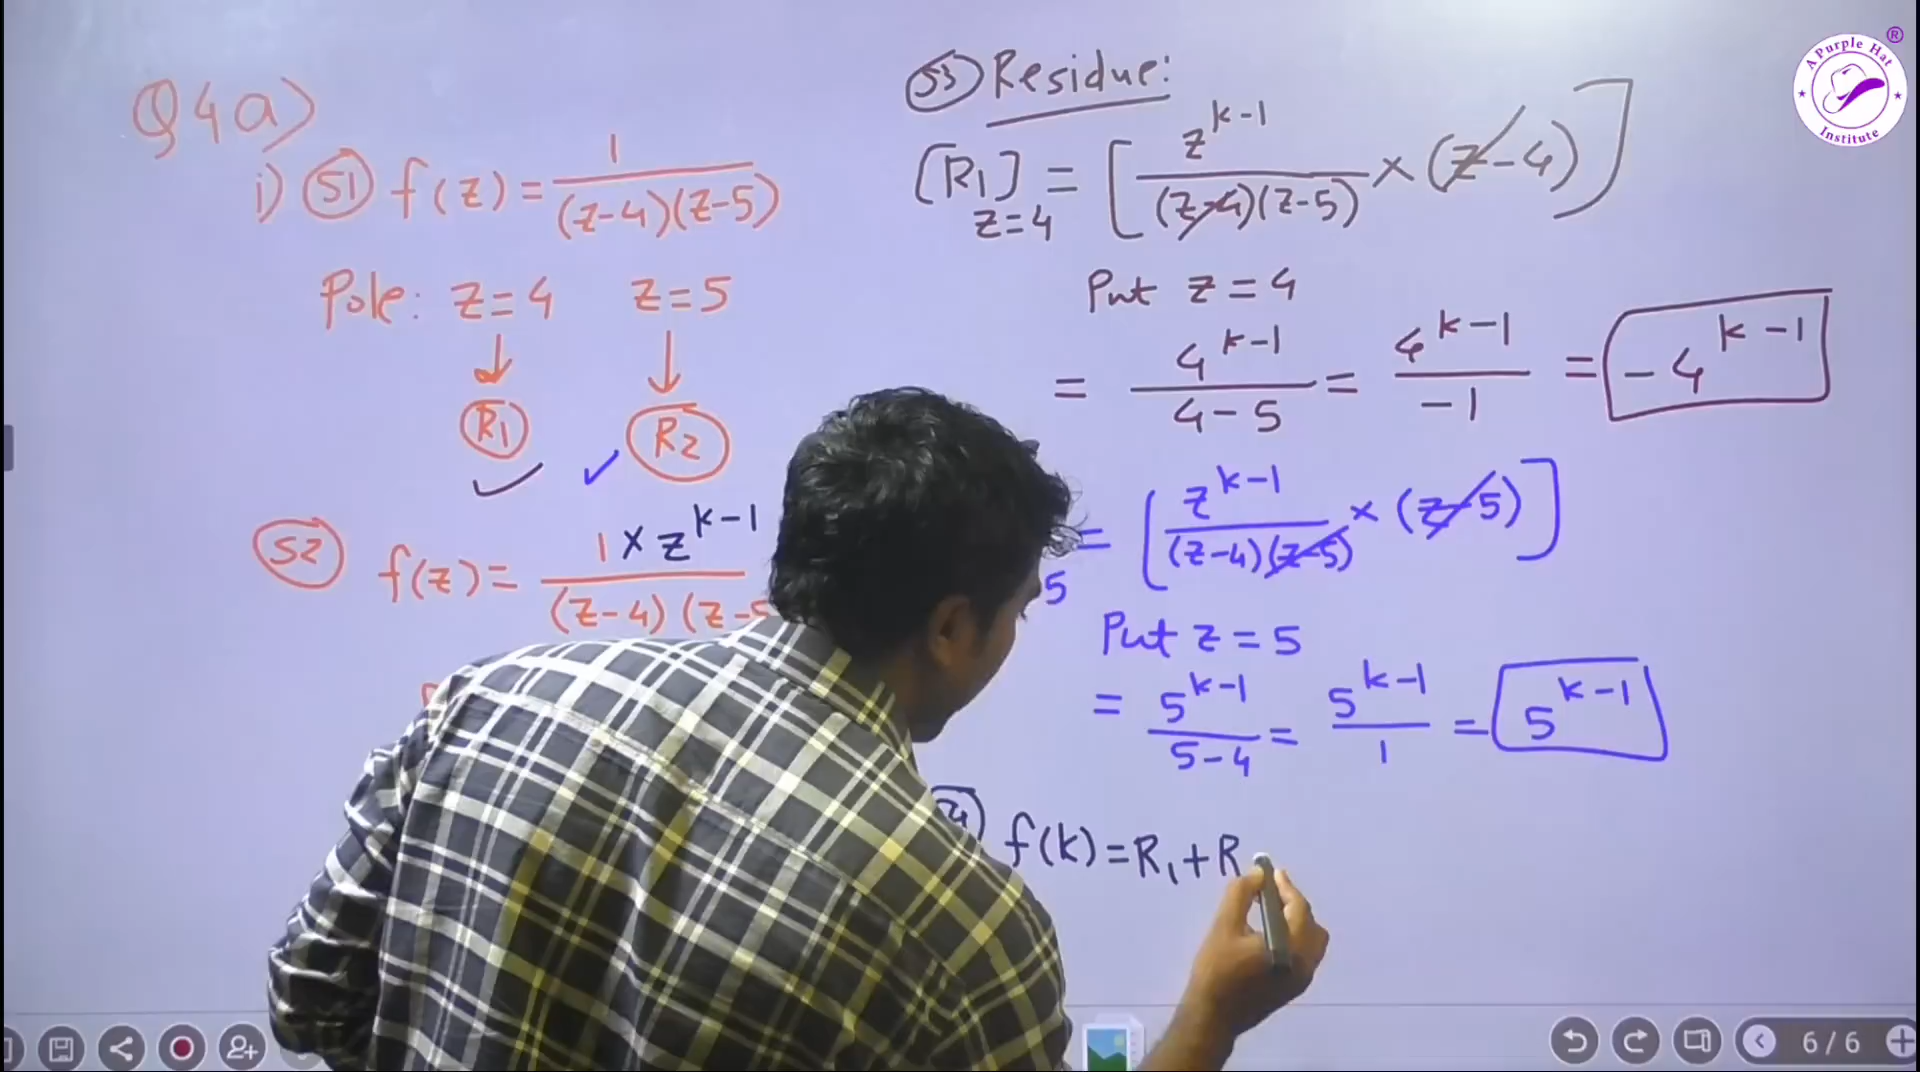 Q4a)
i) S1 f(z) = 1 / (z-4)(z-5)
Pole: z=4 z=5
R1 R2
S2 f(z) = 1 × z^{k-1} / (z-4)(z-5
S3 Residue:
[R1]_{z=4} = [ z^{k-1} / (z-4)(z-5) × (z-4) ]
Put z=4
= 4^{k-1} / 4-5 = 4^{k-1} / -1 = -4^{k-1}
5 = [ z^{k-1} / (z-4)(z-5) × (z-5) ]
Put z=5
= 5^{k-1} / 5-4 = 5^{k-1} / 1 = 5^{k-1}
f(k) = R1 + R
A Purple Hat
Institute
®
6 / 6